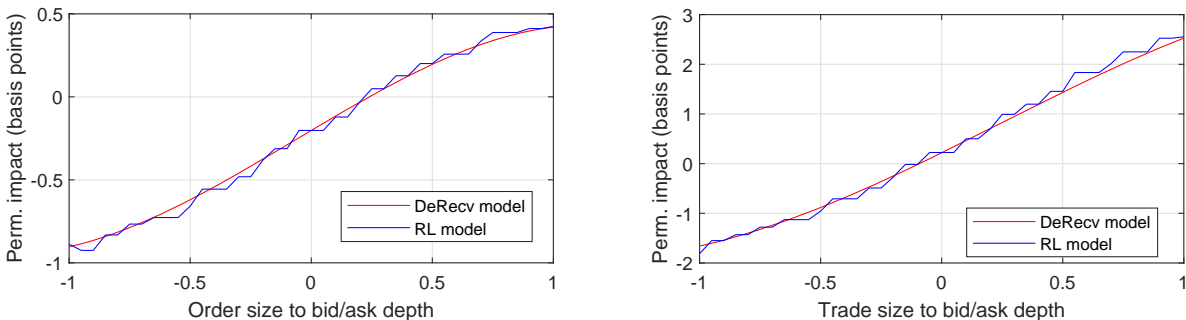 Perm. impact (basis points)
0.5
0
-0.5
-1
-1
-0.5
0
0.5
1
Order size to bid/ask depth
DeRecv model
RL model
Perm. impact (basis points)
3
2
1
0
-1
-2
-1
-0.5
0
0.5
1
Trade size to bid/ask depth
DeRecv model
RL model